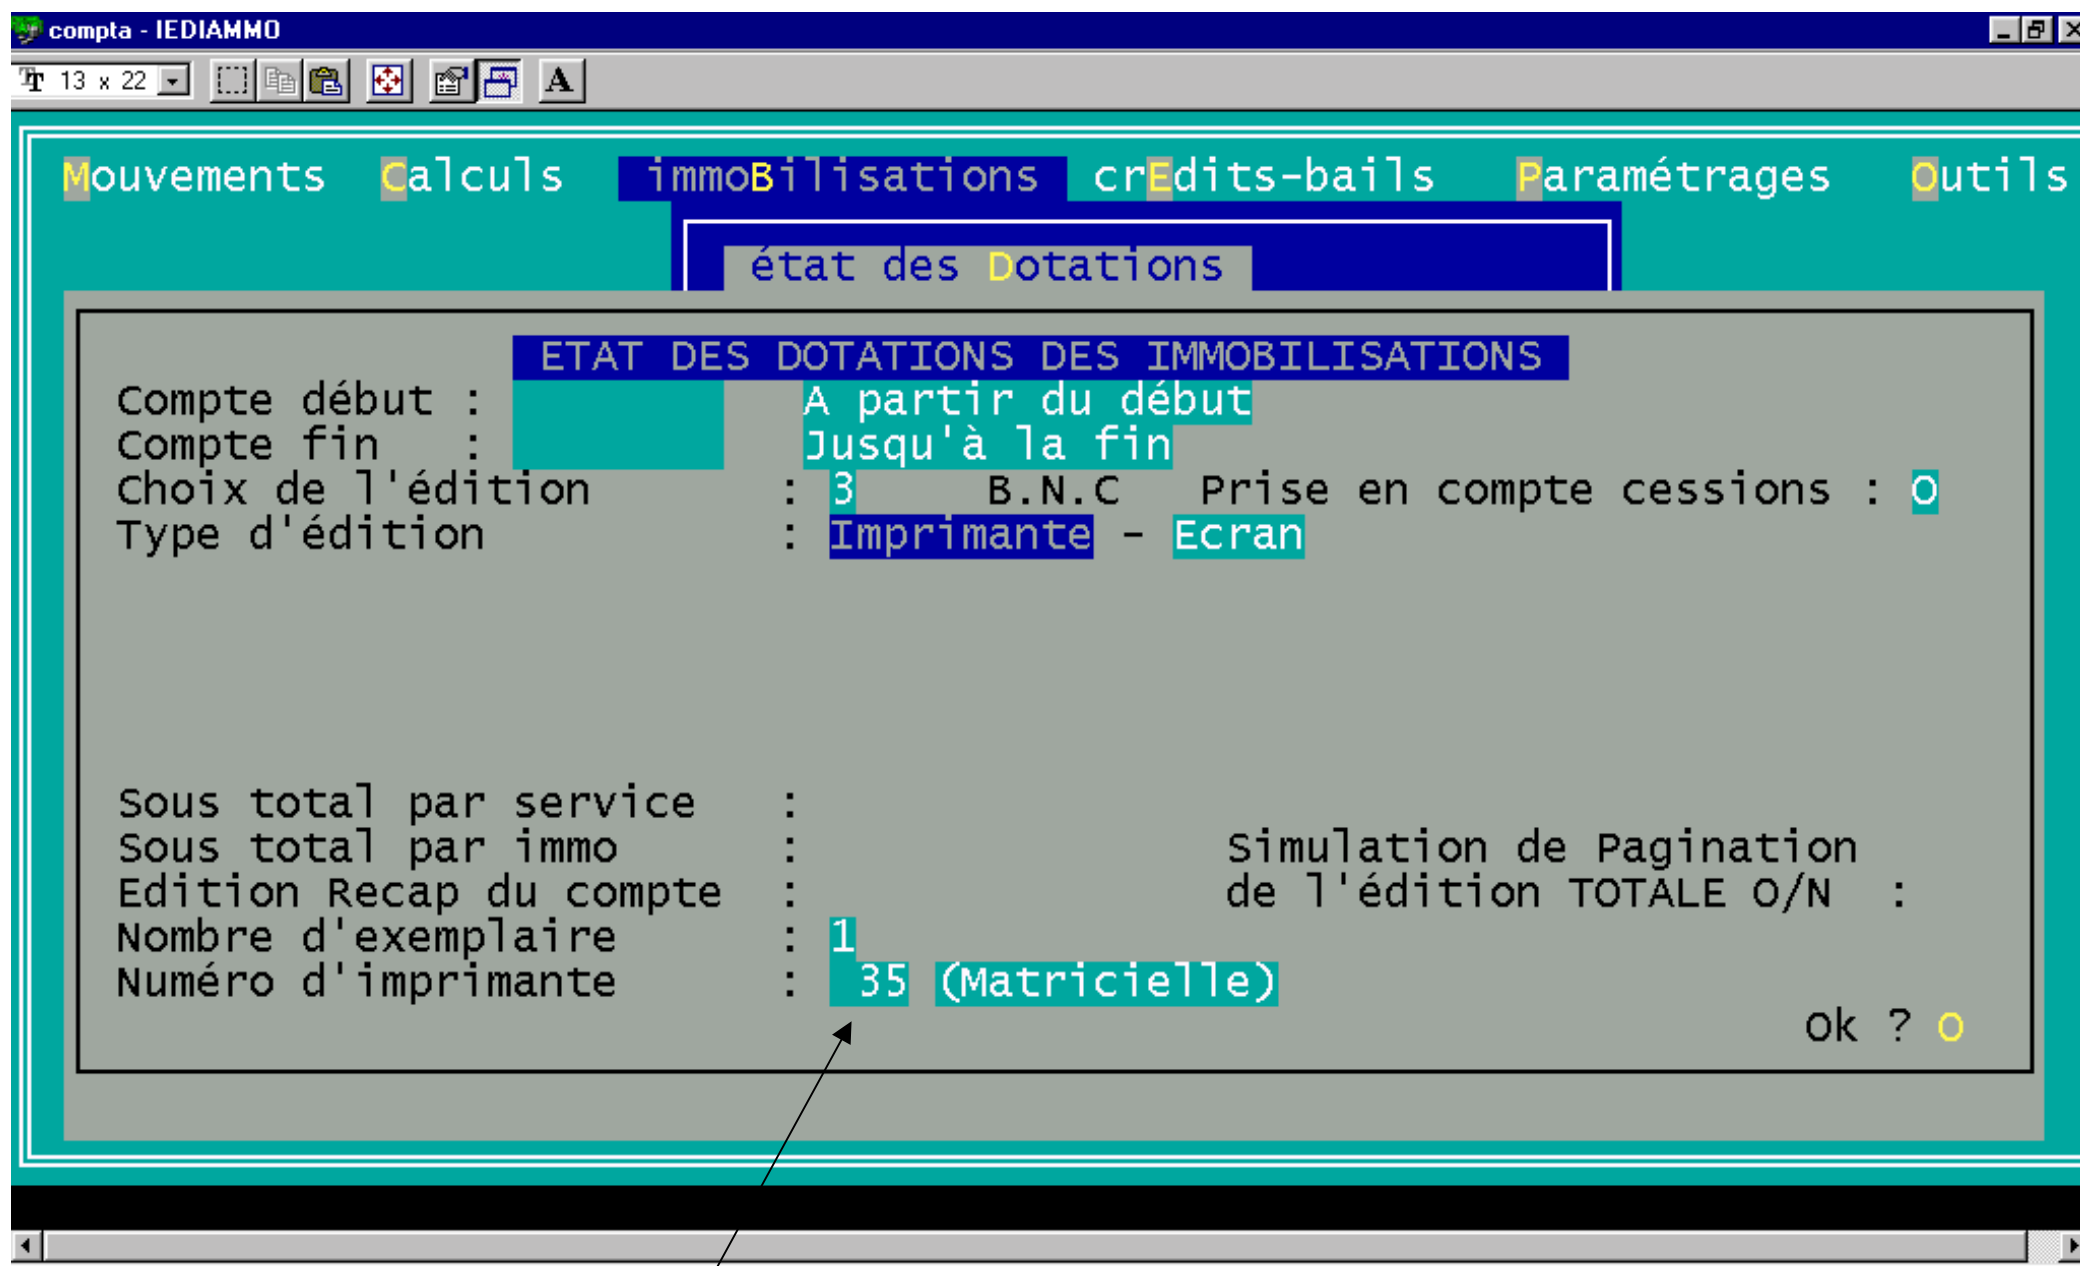 compta - IEDIAMMO
13 x 22
A
Mouvements Calculs immoBilisations crEdits-bails Paramétrages Outils
état des Dotations
ETAT DES DOTATIONS DES IMMOBILISATIONS
Compte début : A partir du début
Compte fin : Jusqu'à la fin
Choix de l'édition : 3 B.N.C Prise en compte cessions : O
Type d'édition : Imprimante - Ecran
Sous total par service :
Sous total par immo : Simulation de Pagination
Edition Recap du compte : de l'édition TOTALE O/N :
Nombre d'exemplaire : 1
Numéro d'imprimante : 35 (Matricielle)
Ok ? O